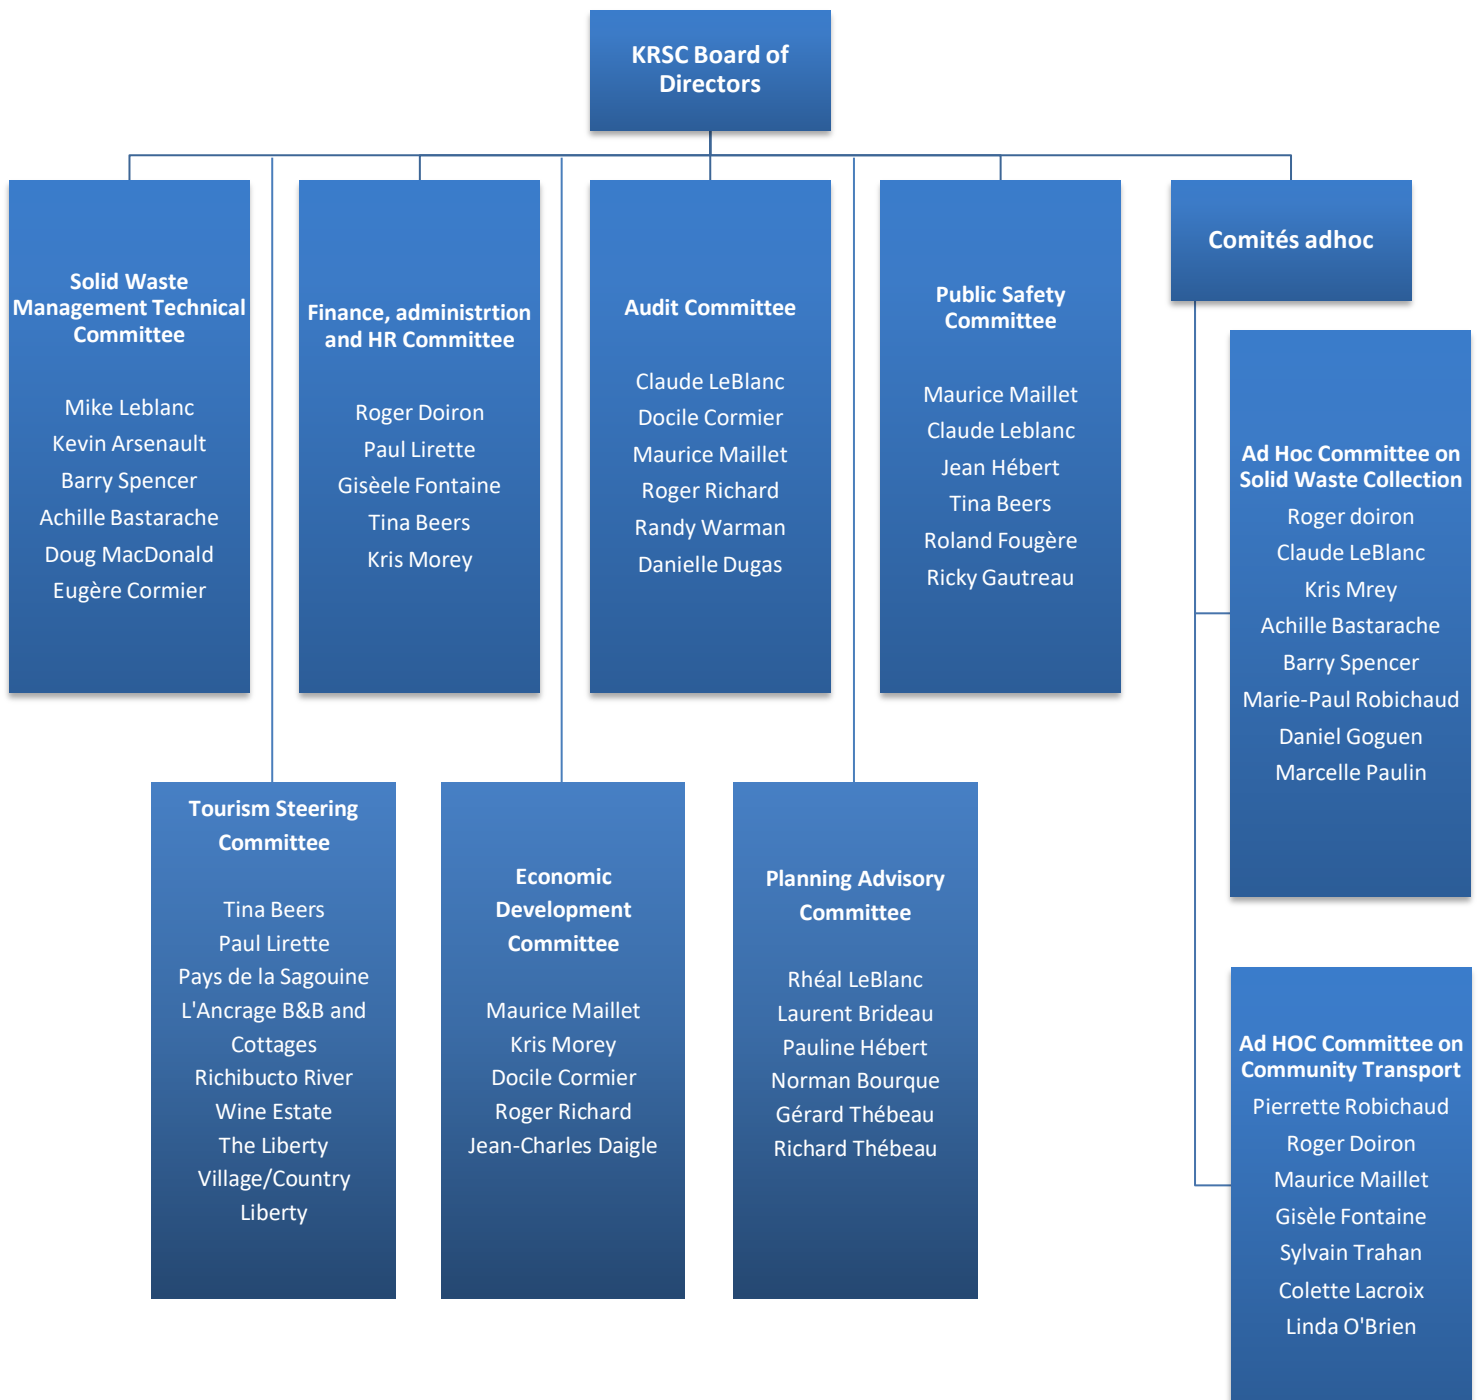 KRSC Board of
Directors
Solid Waste
Management Technical
Committee
Mike Leblanc
Kevin Arsenault
Barry Spencer
Achille Bastarache
Doug MacDonald
Eugère Cormier
Finance, administrtion
and HR Committee
Roger Doiron
Paul Lirette
Gisèele Fontaine
Tina Beers
Kris Morey
Audit Committee
Claude LeBlanc
Docile Cormier
Maurice Maillet
Roger Richard
Randy Warman
Danielle Dugas
Public Safety
Committee
Maurice Maillet
Claude Leblanc
Jean Hébert
Tina Beers
Roland Fougère
Ricky Gautreau
Comités adhoc
Ad Hoc Committee on
Solid Waste Collection
Roger doiron
Claude LeBlanc
Kris Mrey
Achille Bastarache
Barry Spencer
Marie-Paul Robichaud
Daniel Goguen
Marcelle Paulin
Tourism Steering
Committee
Tina Beers
Paul Lirette
Pays de la Sagouine
L'Ancrage B&B and
Cottages
Richibucto River
Wine Estate
The Liberty
Village/Country
Liberty
Economic
Development
Committee
Maurice Maillet
Kris Morey
Docile Cormier
Roger Richard
Jean-Charles Daigle
Planning Advisory
Committee
Rhéal LeBlanc
Laurent Brideau
Pauline Hébert
Norman Bourque
Gérard Thébeau
Richard Thébeau
Ad HOC Committee on
Community Transport
Pierrette Robichaud
Roger Doiron
Maurice Maillet
Gisèle Fontaine
Sylvain Trahan
Colette Lacroix
Linda O'Brien